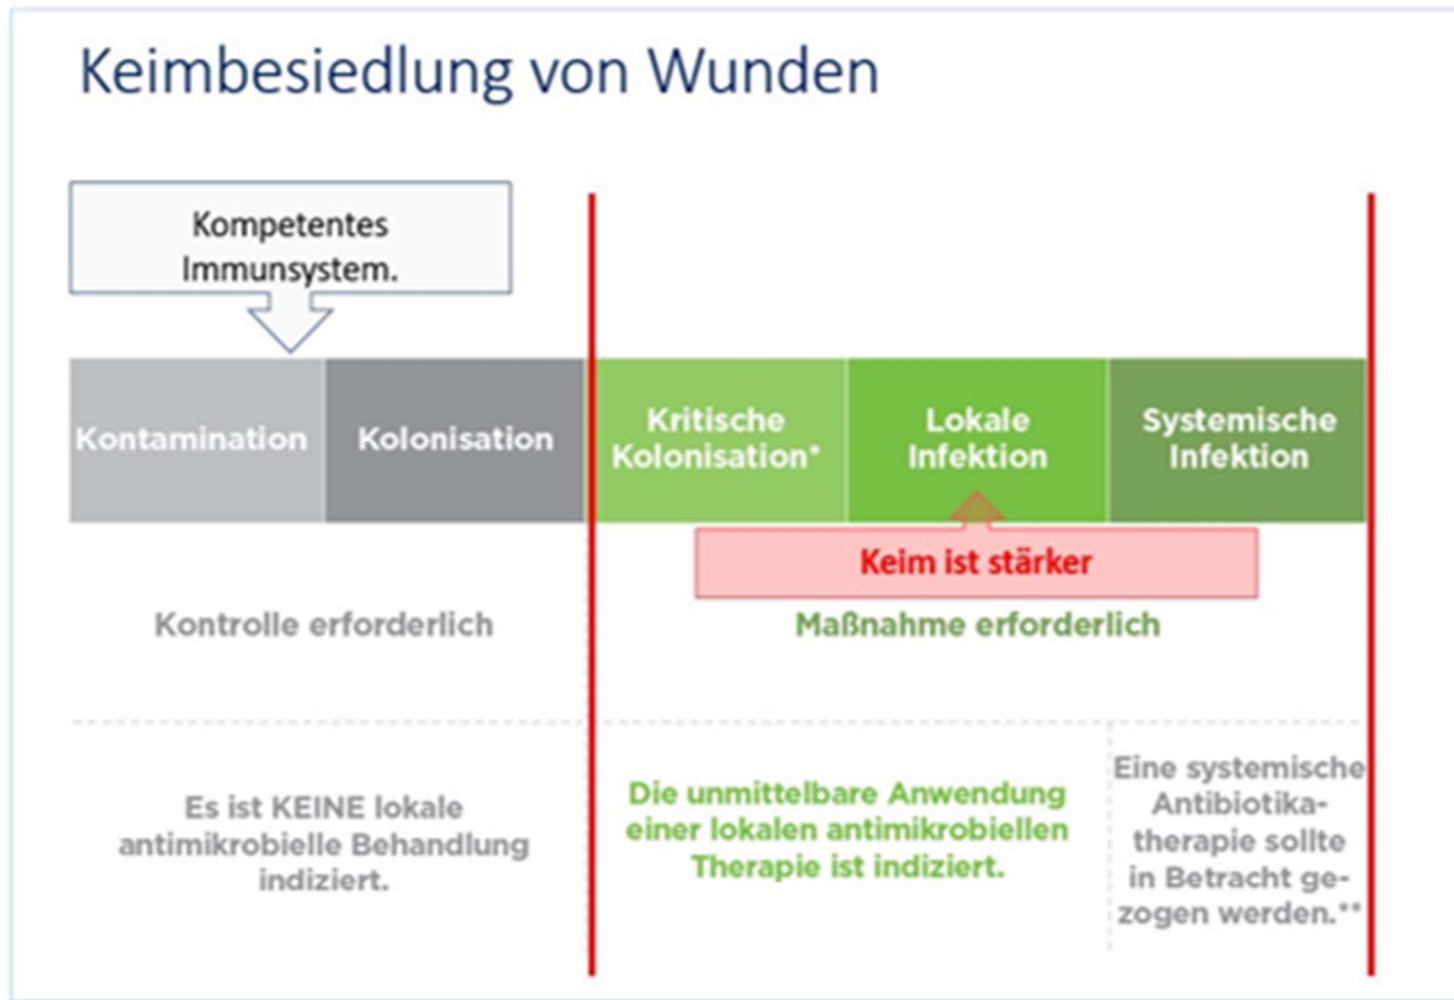 Keimbesiedlung von Wunden
Kompetentes
Immunsystem.
Kontamination
Kolonisation
Kritische
Kolonisation*
Lokale
Infektion
Systemische
Infektion
Keim ist stärker
Kontrolle erforderlich
Maßnahme erforderlich
Es ist KEINE lokale
antimikrobielle Behandlung
indiziert.
Die unmittelbare Anwendung
einer lokalen antimikrobiellen
Therapie ist indiziert.
Eine systemische
Antibiotika-
therapie sollte
in Betracht ge-
zogen werden.**